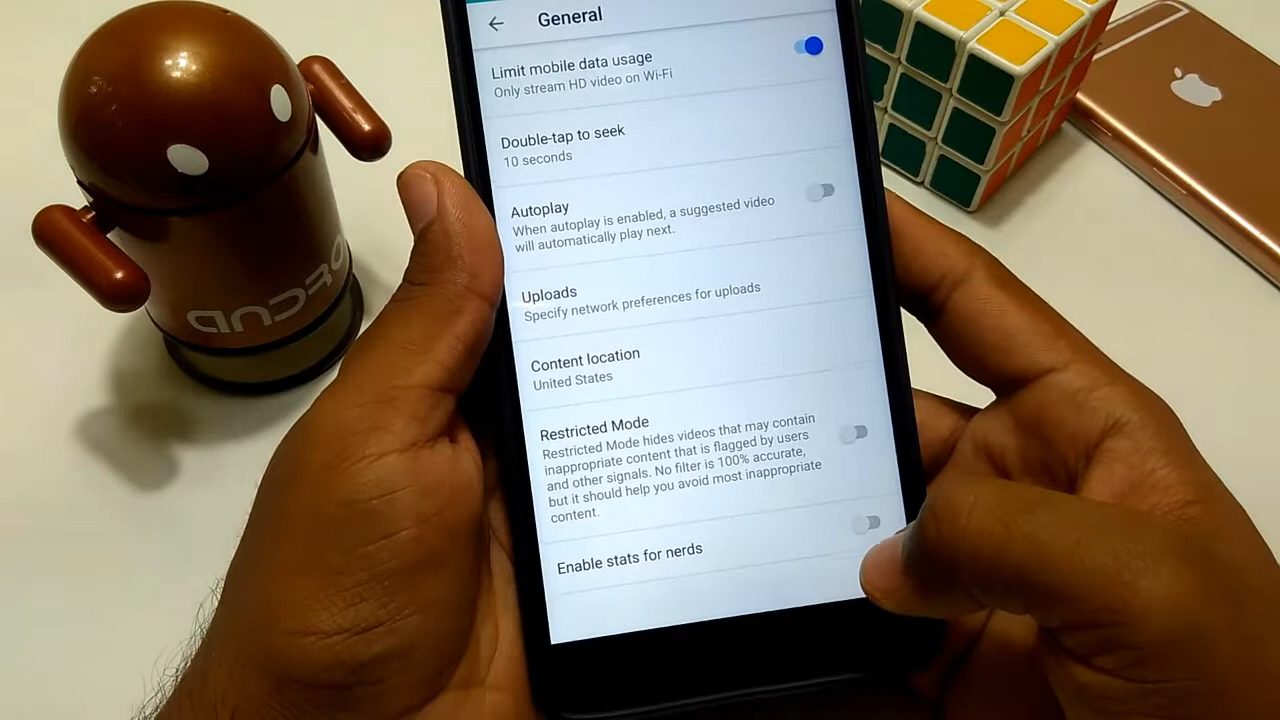 General
Limit mobile data usage
Only stream HD video on Wi-Fi
Double-tap to seek
10 seconds
Autoplay
When autoplay is enabled, a suggested video
will automatically play next.
Uploads
Specify network preferences for uploads
Content location
United States
Restricted Mode
Restricted Mode hides videos that may contain
inappropriate content that is flagged by users
and other signals. No filter is 100% accurate,
but it should help you avoid most inappropriate
content.
Enable stats for nerds